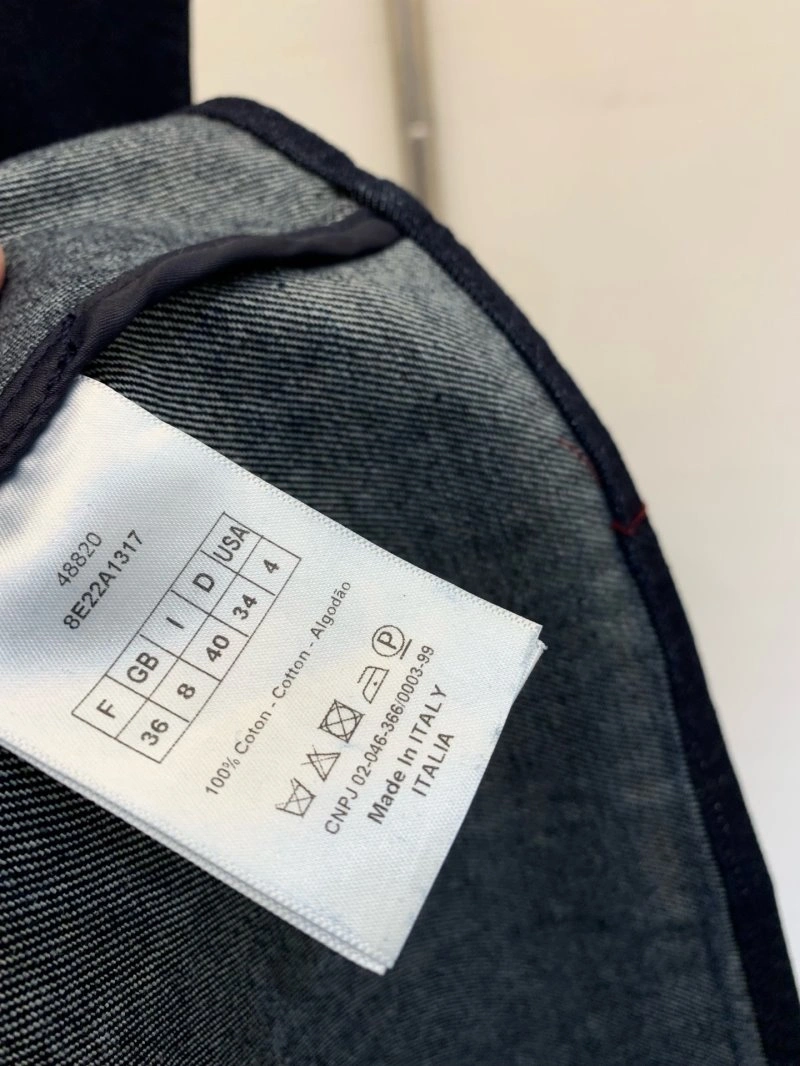 48820
8E22A1317
F GB I D USA
36 8 40 34 4
100% Coton - Cotton - Algodão
P
CNPJ 02-046-366/0003-99
Made In ITALY
ITALIA